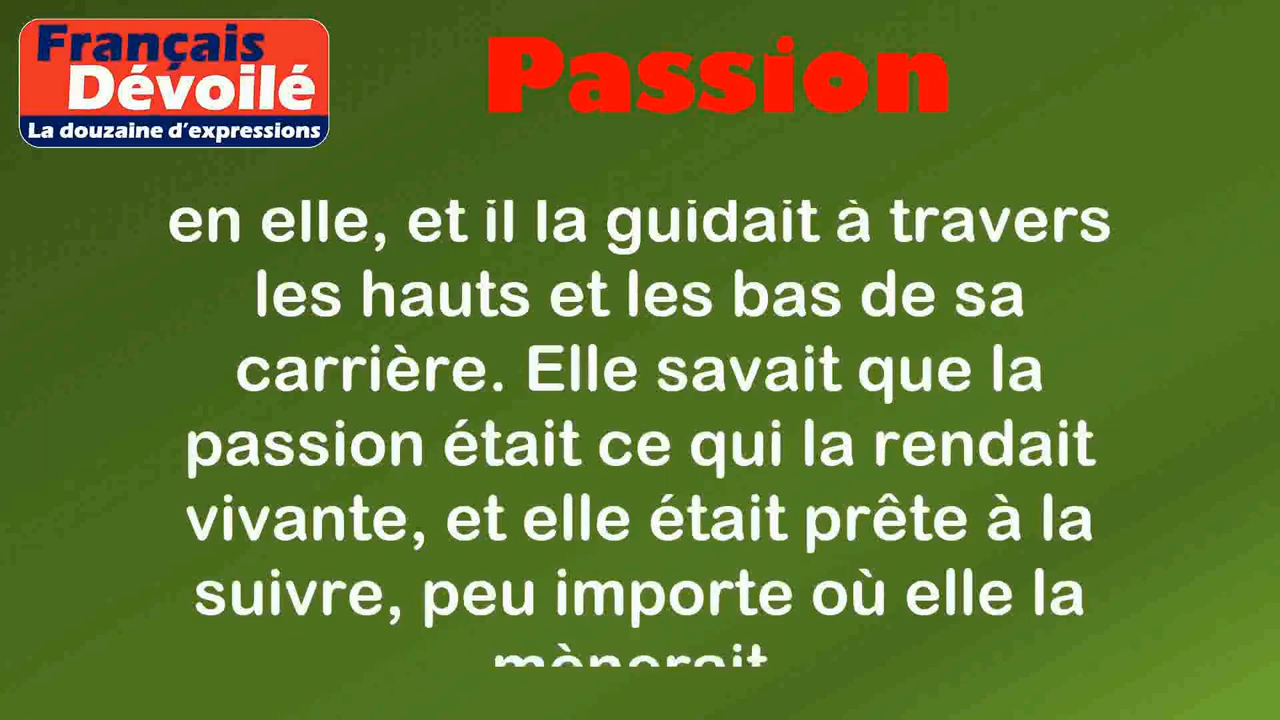 Français
Dévoilé
La douzaine d'expressions
Passion
en elle, et il la guidait à travers
les hauts et les bas de sa
carrière. Elle savait que la
passion était ce qui la rendait
vivante, et elle était prête à la
suivre, peu importe où elle la
mènerait